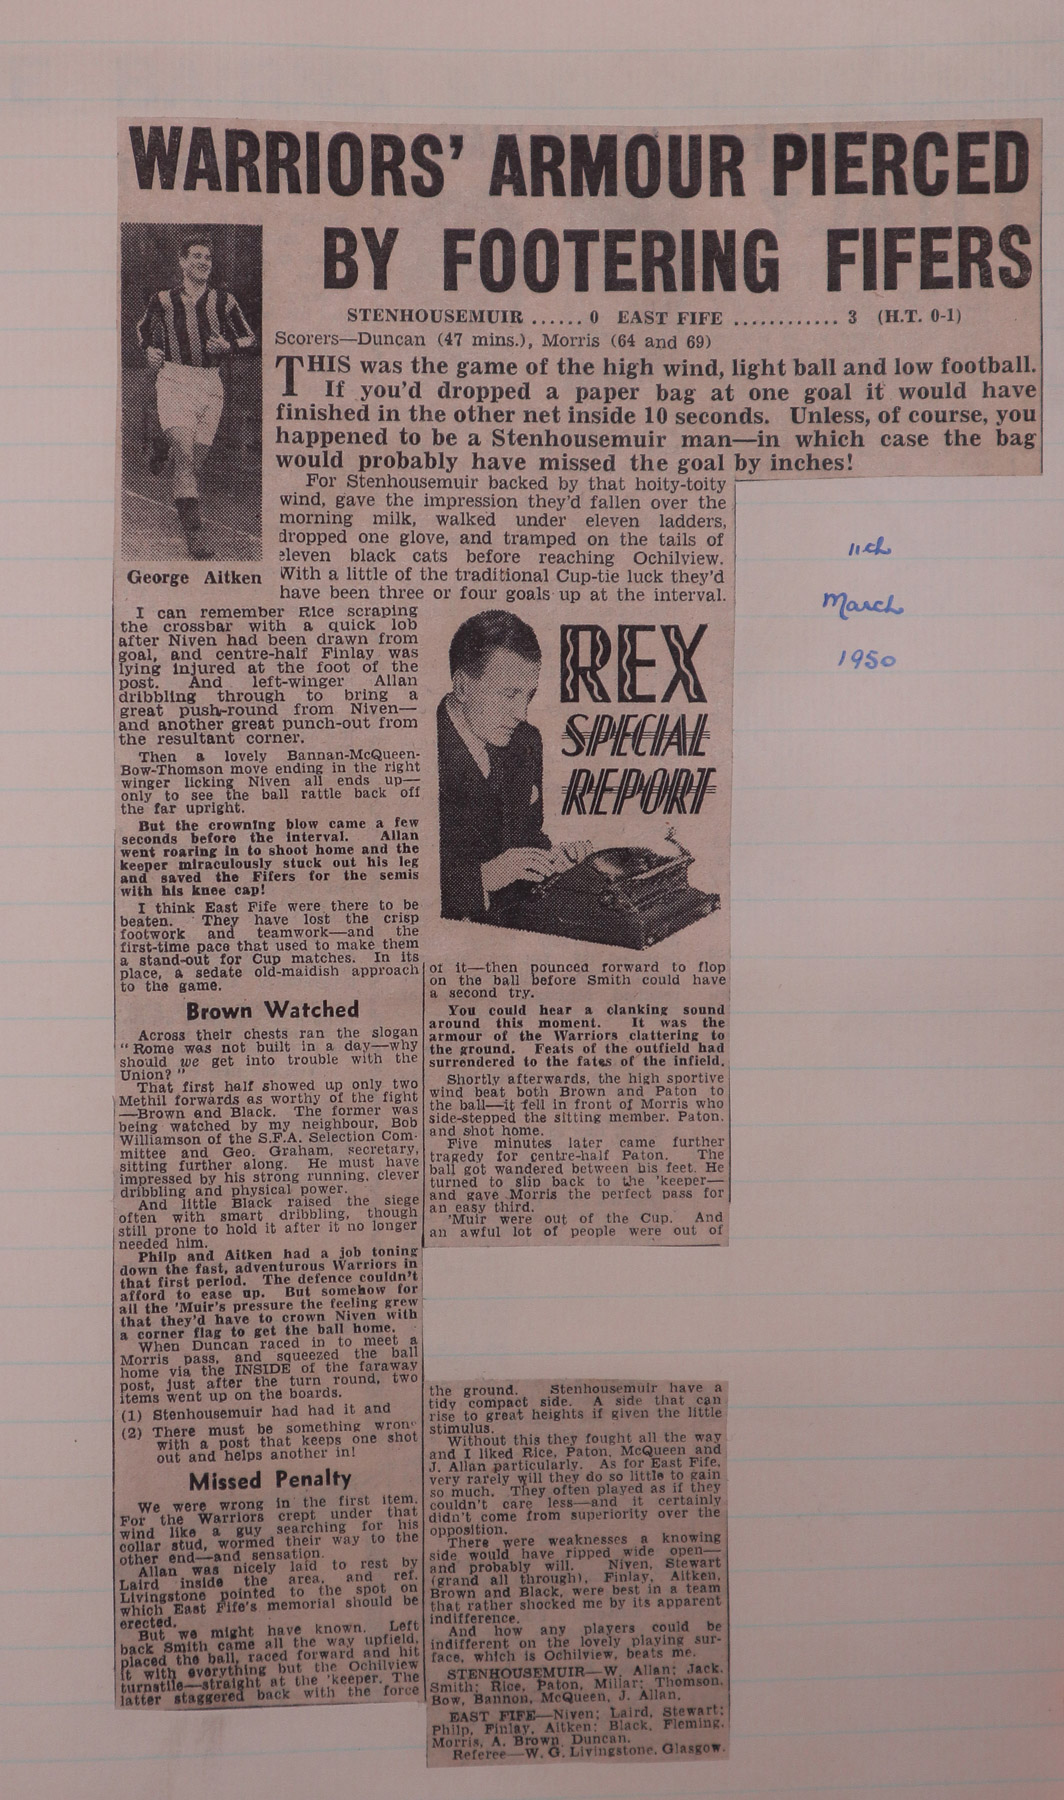 WARRIORS' ARMOUR PIERCED
BY FOOTERING FIFERS
STENHOUSEMUIR ...... 0 EAST FIFE ............ 3 (H.T. 0-1)
Scorers—Duncan (47 mins.), Morris (64 and 69)
THIS was the game of the high wind, light ball and low football.
If you'd dropped a paper bag at one goal it would have
finished in the other net inside 10 seconds. Unless, of course, you
happened to be a Stenhousemuir man—in which case the bag
would probably have missed the goal by inches!
For Stenhousemuir backed by that hoity-toity
wind, gave the impression they'd fallen over the
morning milk, walked under eleven ladders,
dropped one glove, and tramped on the tails of
eleven black cats before reaching Ochilview.
With a little of the traditional Cup-tie luck they'd
have been three or four goals up at the interval.
George Aitken
I can remember Rice scraping
the crossbar with a quick lob
after Niven had been drawn from
goal, and centre-half Finlay was
lying injured at the foot of the
post. And left-winger Allan
dribbling through to bring a
great push-round from Niven—
and another great punch-out from
the resultant corner.
Then a lovely Bannan-McQueen-
Bow-Thomson move ending in the right
winger licking Niven all ends up—
only to see the ball rattle back off
the far upright.
But the crowning blow came a few
seconds before the interval. Allan
went roaring in to shoot home and the
keeper miraculously stuck out his leg
and saved the Fifers for the semis
with his knee cap!
I think East Fife were there to be
beaten. They have lost the crisp
footwork and teamwork—and the
first-time pace that used to make them
a stand-out for Cup matches. In its
place, a sedate old-maidish approach
to the game.
Brown Watched
Across their chests ran the slogan
"Rome was not built in a day—why
should we get into trouble with the
Union?"
That first half showed up only two
Methil forwards as worthy of the fight
—Brown and Black. The former was
being watched by my neighbour, Bob
Williamson of the S.F.A. Selection Com-
mittee and Geo. Graham, secretary,
sitting further along. He must have
impressed by his strong running, clever
dribbling and physical power.
And little Black raised the siege
often with smart dribbling, though
still prone to hold it after it no longer
needed him.
Philp and Aitken had a job toning
down the fast, adventurous Warriors in
that first period. The defence couldn't
afford to ease up. But somehow for
all the 'Muir's pressure the feeling grew
that they'd have to crown Niven with
a corner flag to get the ball home.
When Duncan raced in to meet a
Morris pass, and squeezed the ball
home via the INSIDE of the faraway
post, just after the turn round, two
items went up on the boards.
(1) Stenhousemuir had had it and
(2) There must be something wrong
with a post that keeps one shot
out and helps another in!
Missed Penalty
We were wrong in the first item.
For the Warriors crept under that
wind like a guy searching for his
collar stud, wormed their way to the
other end—and sensation.
Allan was nicely laid to rest by
Laird inside the area, and ref.
Livingstone pointed to the spot on
which East Fife's memorial should be
erected.
But we might have known. Left
back Smith came all the way upfield,
placed the ball, raced forward and hit
it with everything but the Ochilview
turnstile—straight at the 'keeper. The
latter staggered back with the force
REX
SPECIAL
REPORT
of it—then pounced forward to flop
on the ball before Smith could have
a second try.
You could hear a clanking sound
around this moment. It was the
armour of the Warriors clattering to
the ground. Feats of the outfield had
surrendered to the fates of the infield.
Shortly afterwards, the high sportive
wind beat both Brown and Paton to
the ball—it fell in front of Morris who
side-stepped the sitting member, Paton,
and shot home.
Five minutes later came further
tragedy for centre-half Paton. The
ball got wandered between his feet. He
turned to slip back to the 'keeper—
and gave Morris the perfect pass for
an easy third.
'Muir were out of the Cup. And
an awful lot of people were out of
the ground. Stenhousemuir have a
tidy compact side. A side that can
rise to great heights if given the little
stimulus.
Without this they fought all the way
and I liked Rice, Paton, McQueen and
J. Allan particularly. As for East Fife,
very rarely will they do so little to gain
so much. They often played as if they
couldn't care less—and it certainly
didn't come from superiority over the
opposition.
There were weaknesses a knowing
side would have ripped wide open—
and probably will. Niven, Stewart
(grand all through), Finlay, Aitken,
Brown and Black, were best in a team
that rather shocked me by its apparent
indifference.
And how any players could be
indifferent on the lovely playing sur-
face, which is Ochilview, beats me.
STENHOUSEMUIR—W. Allan; Jack,
Smith; Rice, Paton, Millar; Thomson,
Bow, Bannon, McQueen, J. Allan.
EAST FIFE—Niven; Laird, Stewart;
Philp, Finlay, Aitken; Black, Fleming,
Morris, A. Brown, Duncan.
Referee—W. G. Livingstone, Glasgow.
11th
March
1950